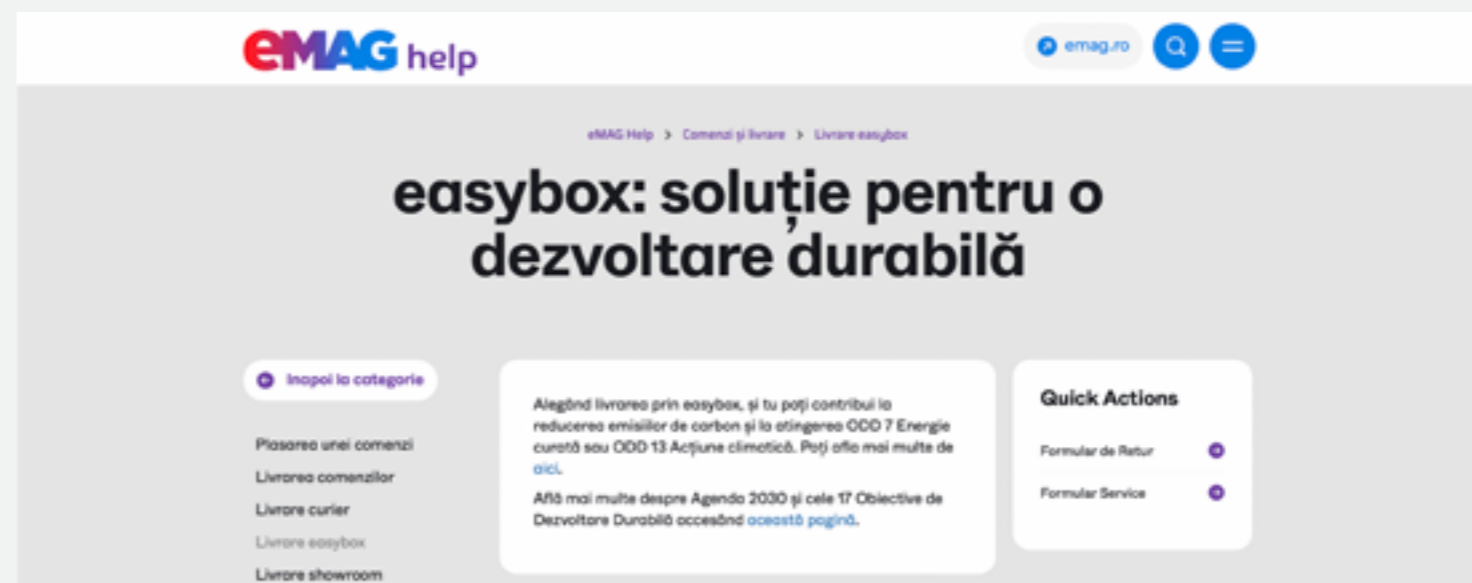 eMAG help
emag.ro
eMAG Help > Comenzi și livrare > Livrare easybox
easybox: soluție pentru o
dezvoltare durabilă
Inapoi la categorie
Plasarea unei comenzi
Livrarea comenzilor
Livrare curier
Livrare easybox
Livrare showroom
Alegând livrarea prin easybox, și tu poți contribui la
reducerea emisiilor de carbon și la atingerea ODD 7 Energie
curată sau ODD 13 Acțiune climatică. Poți afla mai multe de
aici.
Află mai multe despre Agenda 2030 și cele 17 Obiective de
Dezvoltare Durabilă accesând această pagină.
Quick Actions
Formular de Retur
Formular Service